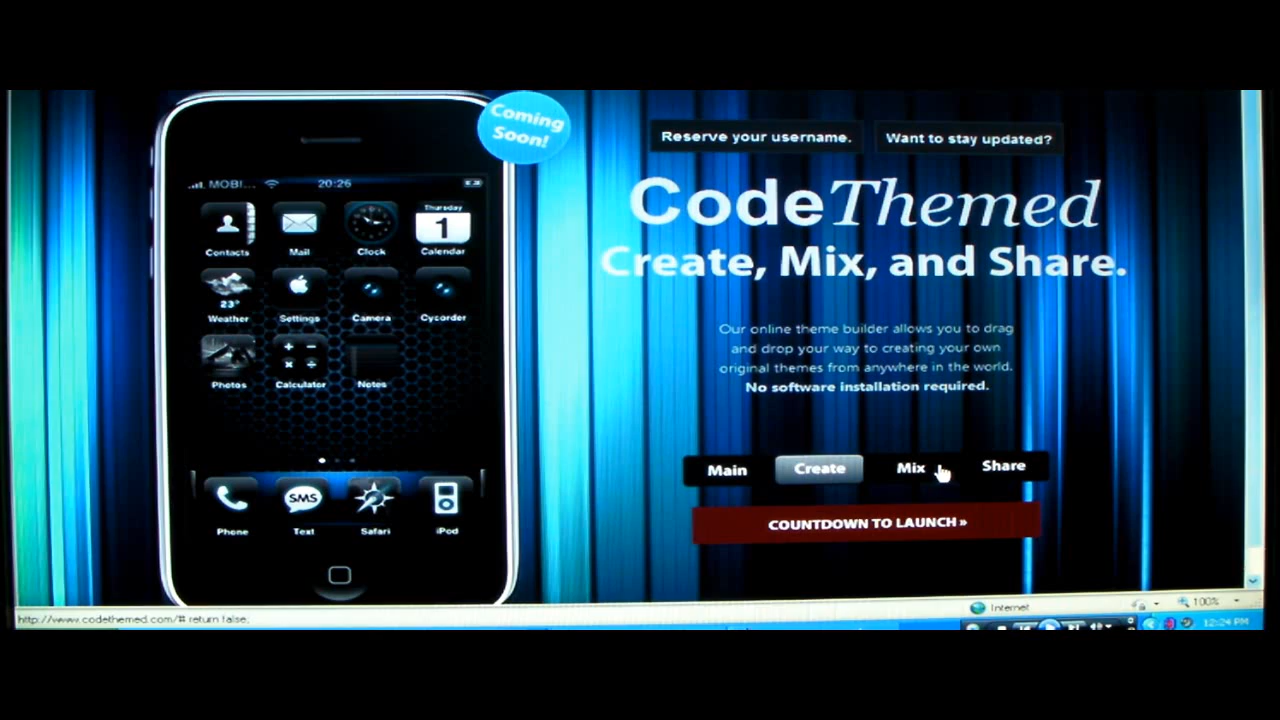 Coming
Soon!
Reserve your username.
Want to stay updated?
CodeThemed
Create, Mix, and Share.
MOBI...
20:26
Contacts
Mail
Clock
Thursday
1
Calendar
23°
Weather
Settings
Camera
Cycorder
Photos
Calculator
Notes
SMS
Phone
Text
Safari
iPod
Our online theme builder allows you to drag
and drop your way to creating your own
original themes from anywhere in the world.
No software installation required.
Main
Create
Mix
Share
COUNTDOWN TO LAUNCH »
http://www.codethemed.com/# return false;
Internet
100%
12:24 PM